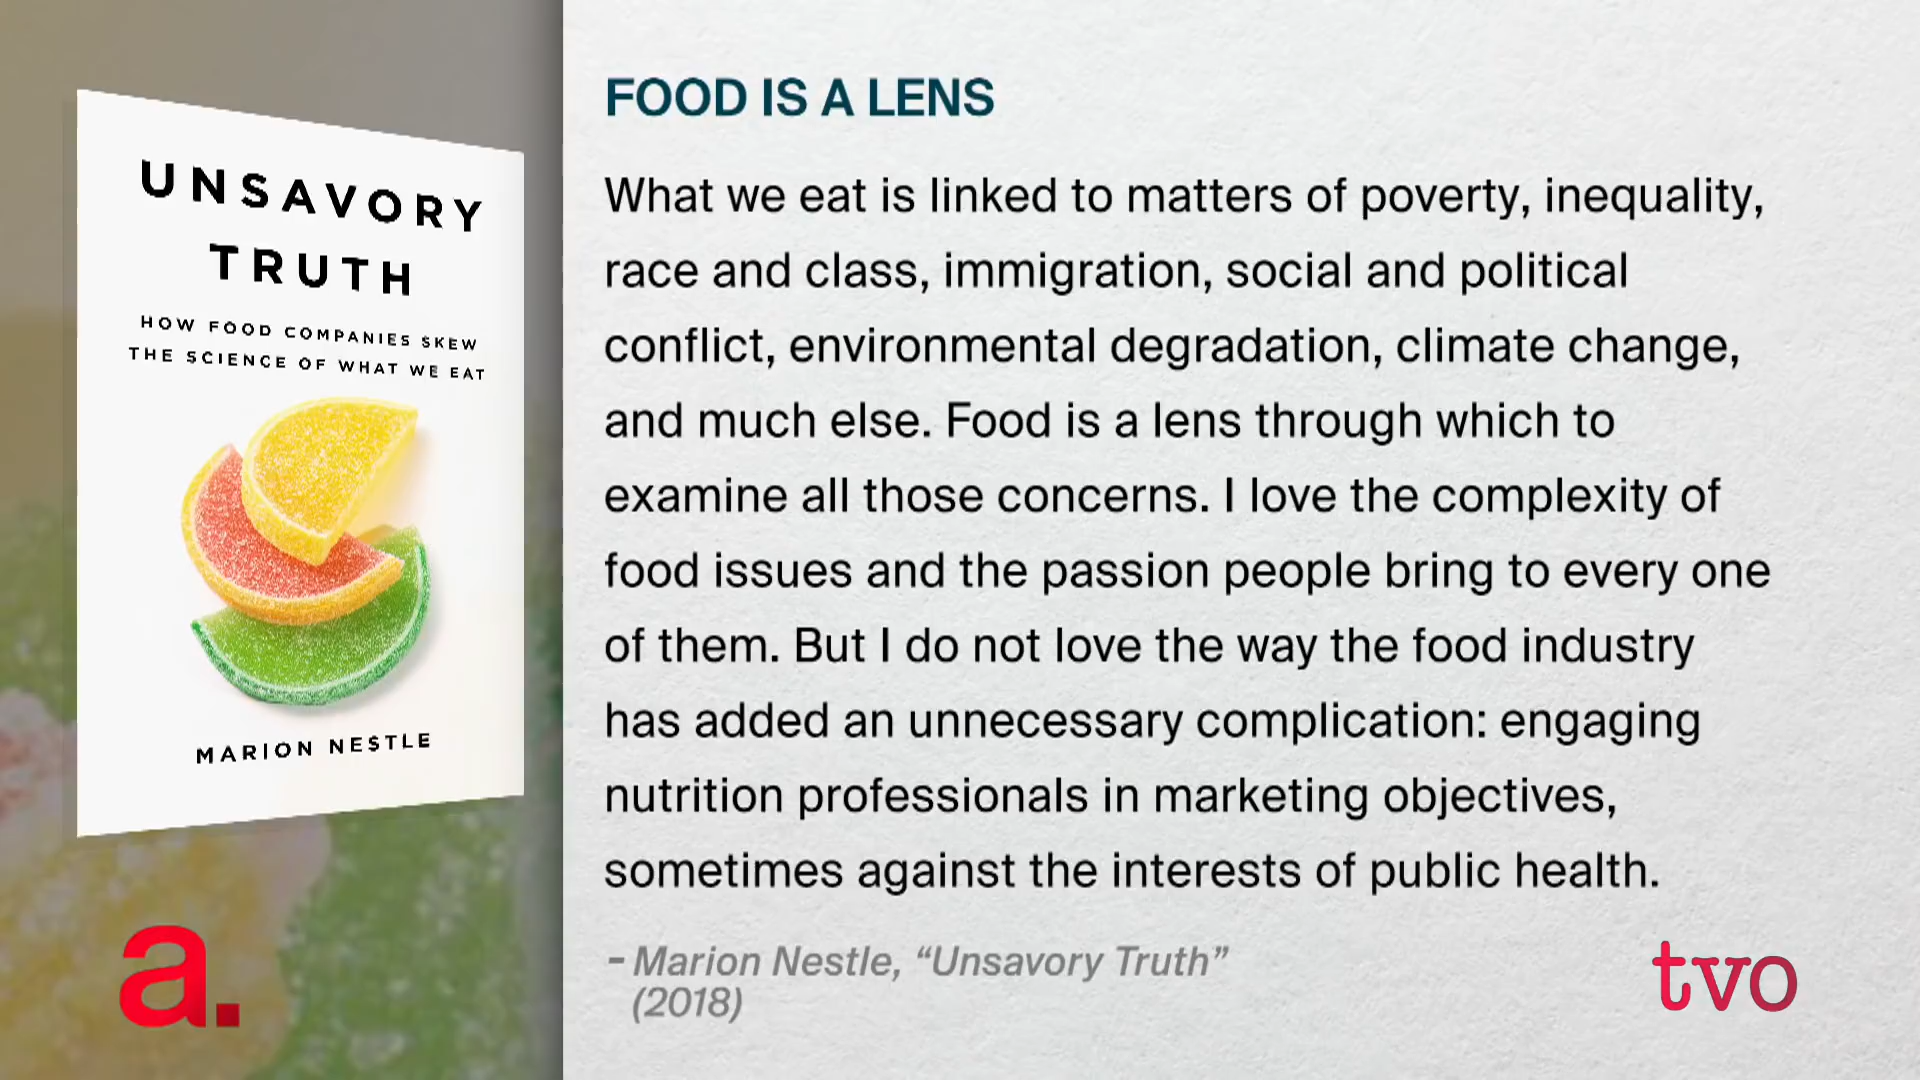 UNSAVORY
TRUTH
HOW FOOD COMPANIES SKEW
THE SCIENCE OF WHAT WE EAT
MARION NESTLE
a.
FOOD IS A LENS
What we eat is linked to matters of poverty, inequality,
race and class, immigration, social and political
conflict, environmental degradation, climate change,
and much else. Food is a lens through which to
examine all those concerns. I love the complexity of
food issues and the passion people bring to every one
of them. But I do not love the way the food industry
has added an unnecessary complication: engaging
nutrition professionals in marketing objectives,
sometimes against the interests of public health.
- Marion Nestle, “Unsavory Truth”
(2018)
tvo